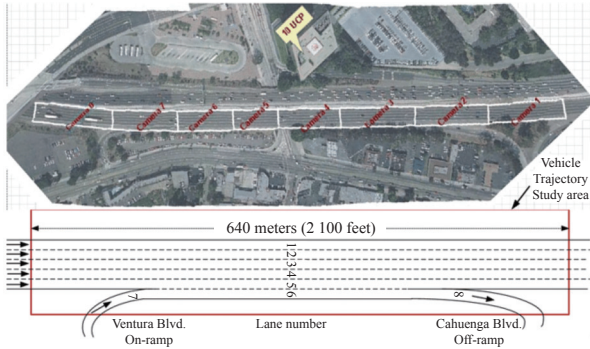 10 UCP
Camera 8
Camera 7
Camera 6
Camera 5
Camera 4
Camera 3
Camera 2
Camera 1
Vehicle
Trajectory
Study area
640 meters (2 100 feet)
1
2
3
4
5
6
7
8
Ventura Blvd.
On-ramp
Lane number
Cahuenga Blvd.
Off-ramp